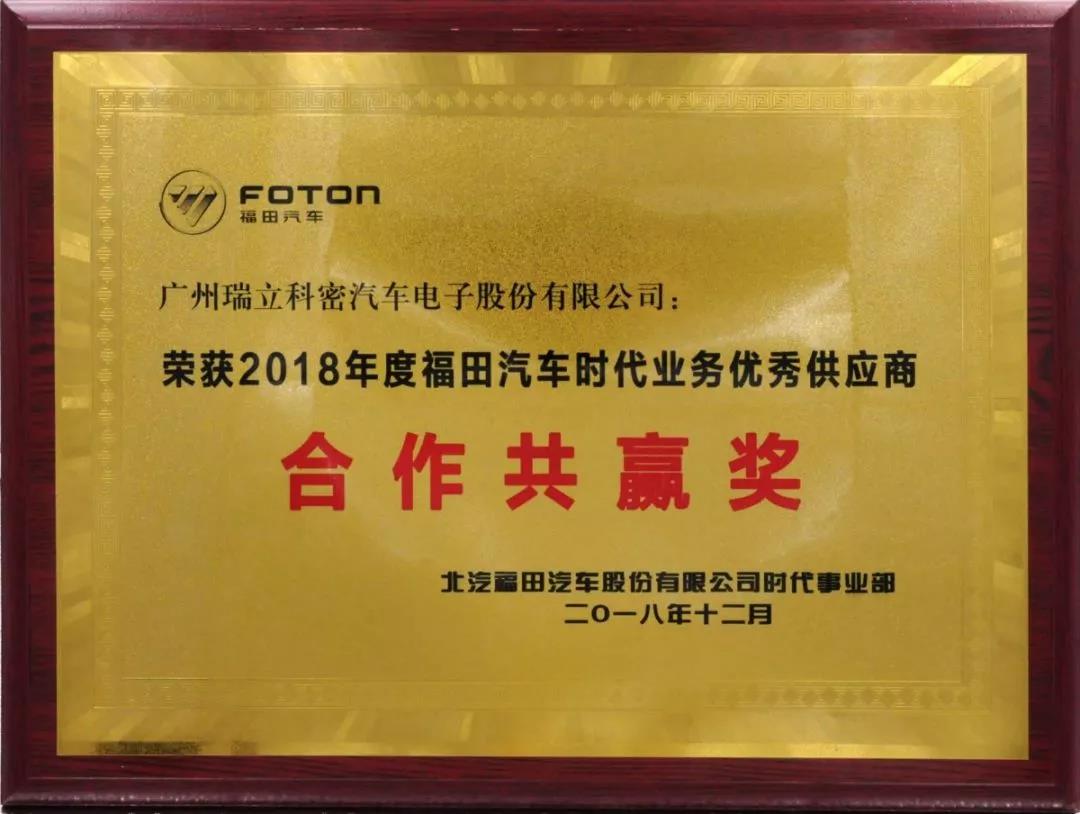 FOTON
福田汽车
广州瑞立科密汽车电子股份有限公司：
荣获2018年度福田汽车时代业务优秀供应商
合作共赢奖
北汽福田汽车股份有限公司时代事业部
二〇一八年十二月